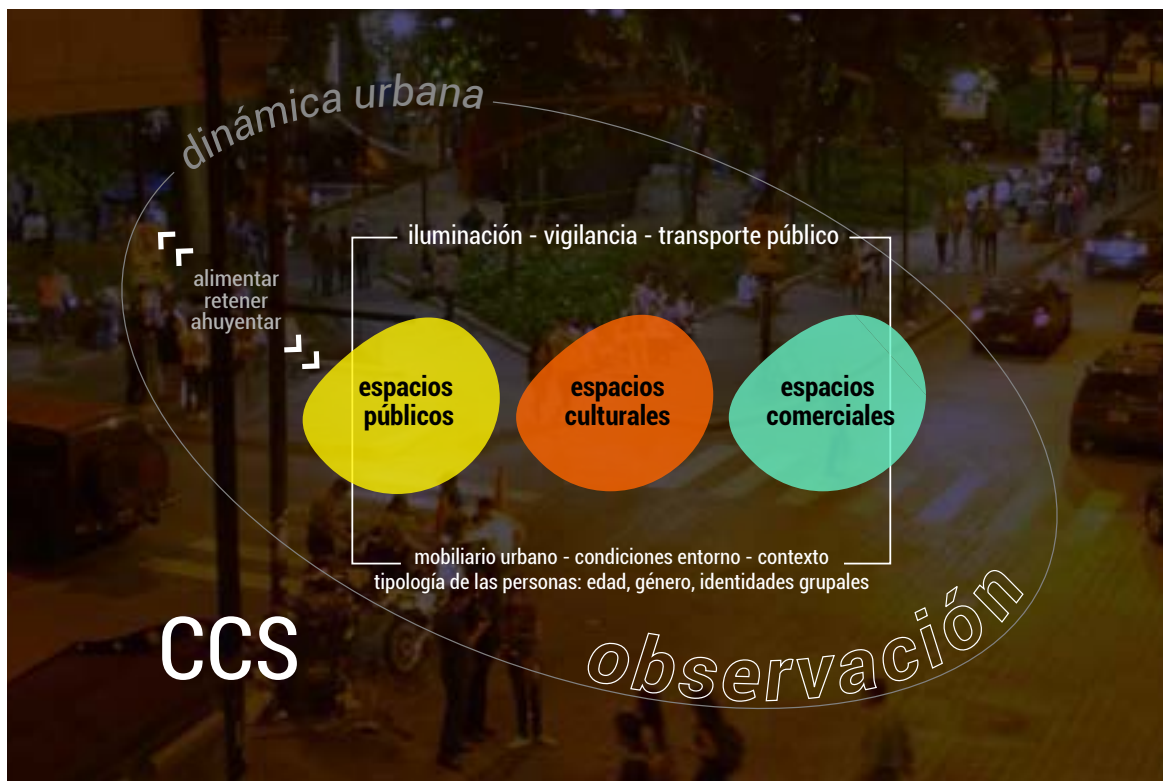 dinámica urbana
iluminación - vigilancia - transporte público
alimentar
retener
ahuyentar
espacios
públicos
espacios
culturales
espacios
comerciales
mobiliario urbano - condiciones entorno - contexto
tipología de las personas: edad, género, identidades grupales
CCS
observación